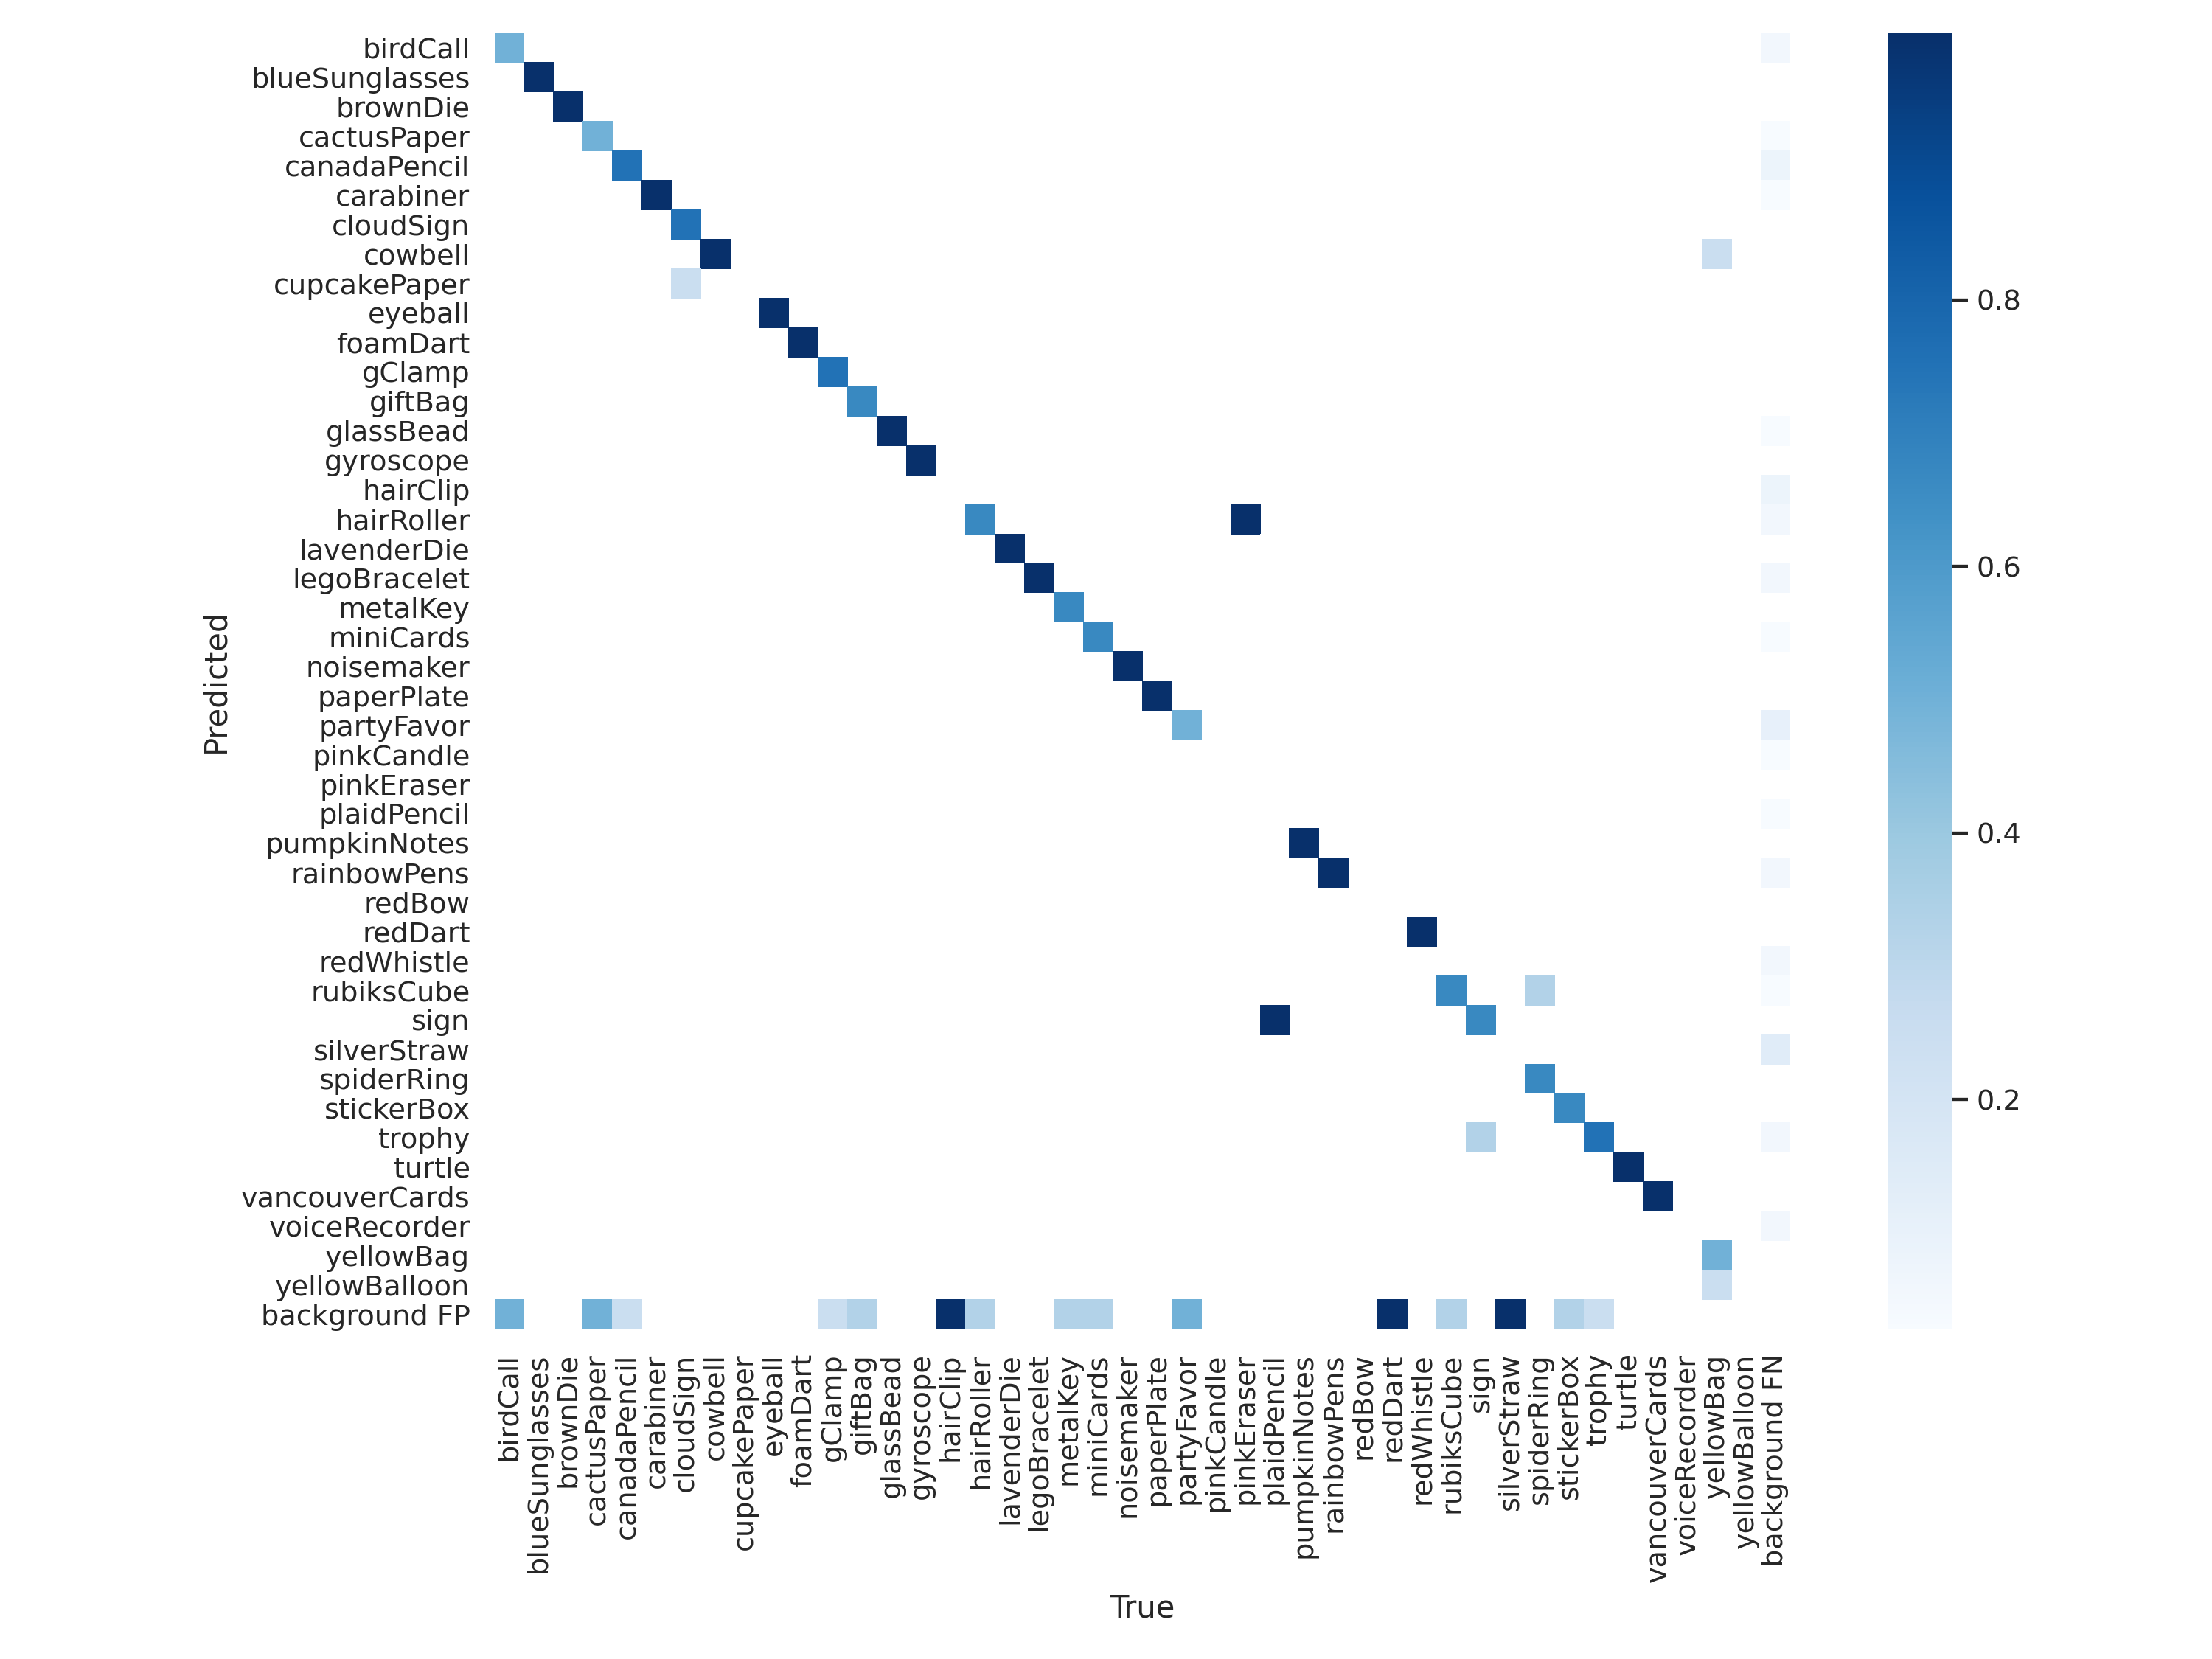 birdCall
blueSunglasses
brownDie
cactusPaper
canadaPencil
carabiner
cloudSign
cowbell
cupcakePaper
eyeball
foamDart
gClamp
giftBag
glassBead
gyroscope
hairClip
hairRoller
lavenderDie
legoBracelet
metalKey
miniCards
noisemaker
paperPlate
partyFavor
pinkCandle
pinkEraser
plaidPencil
pumpkinNotes
rainbowPens
redBow
redDart
redWhistle
rubiksCube
sign
silverStraw
spiderRing
stickerBox
trophy
turtle
vancouverCards
voiceRecorder
yellowBag
yellowBalloon
background FP
Predicted
birdCall
blueSunglasses
brownDie
cactusPaper
canadaPencil
carabiner
cloudSign
cowbell
cupcakePaper
eyeball
foamDart
gClamp
giftBag
glassBead
gyroscope
hairClip
hairRoller
lavenderDie
legoBracelet
metalKey
miniCards
noisemaker
paperPlate
partyFavor
pinkCandle
pinkEraser
plaidPencil
pumpkinNotes
rainbowPens
redBow
redDart
redWhistle
rubiksCube
sign
silverStraw
spiderRing
stickerBox
trophy
turtle
vancouverCards
voiceRecorder
yellowBag
yellowBalloon
background FN
True
0.8
0.6
0.4
0.2